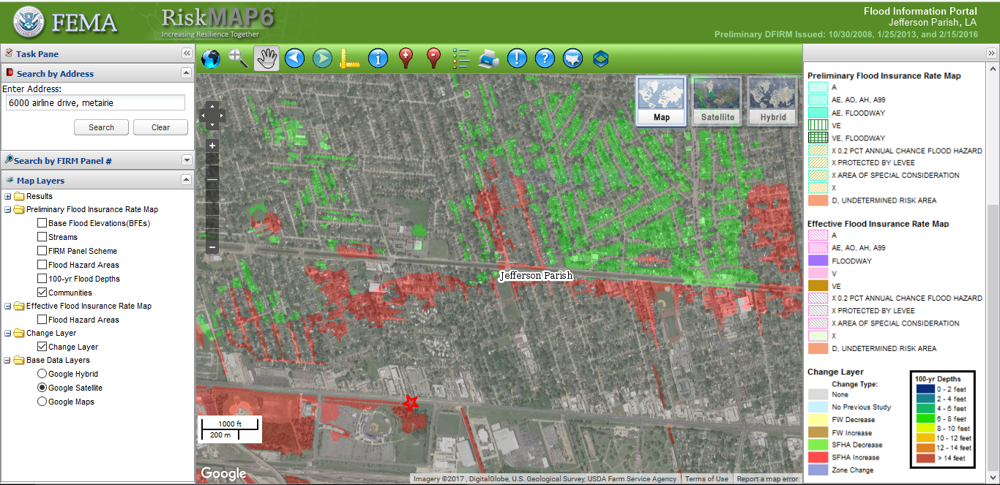 FEMA
RiskMAP6
Increasing Resilience Together
Flood Information Portal
Jefferson Parish, LA
Preliminary DFIRM Issued: 10/30/2008, 1/25/2013, and 2/15/2016
Task Pane
Search by Address
Enter Address:
6000 airline drive, metairie
Search Clear
Search by FIRM Panel #
Map Layers
Results
Preliminary Flood Insurance Rate Map
Base Flood Elevations(BFEs)
Streams
FIRM Panel Scheme
Flood Hazard Areas
100-yr Flood Depths
Communities
Effective Flood Insurance Rate Map
Flood Hazard Areas
Change Layer
Change Layer
Base Data Layers
Google Hybrid
Google Satellite
Google Maps
Map Satellite Hybrid
Jefferson Parish
1000 ft
200 m
Google
Imagery ©2017 , DigitalGlobe, U.S. Geological Survey, USDA Farm Service Agency Terms of Use Report a map error
Preliminary Flood Insurance Rate Map
A
AE, AO, AH, A99
AE, FLOODWAY
VE
VE, FLOODWAY
X 0.2 PCT ANNUAL CHANCE FLOOD HAZARD
X PROTECTED BY LEVEE
X AREA OF SPECIAL CONSIDERATION
X
D, UNDETERMINED RISK AREA
Effective Flood Insurance Rate Map
A
AE, AO, AH, A99
FLOODWAY
V
VE
X 0.2 PCT ANNUAL CHANCE FLOOD HAZARD
X PROTECTED BY LEVEE
X AREA OF SPECIAL CONSIDERATION
X
D, UNDETERMINED RISK AREA
Change Layer
Change Type:
None
No Previous Study
FW Decrease
FW Increase
SFHA Decrease
SFHA Increase
Zone Change
100-yr Depths
0 - 2 feet
2 - 4 feet
4 - 6 feet
6 - 8 feet
8 - 10 feet
10 - 12 feet
12 - 14 feet
> 14 feet